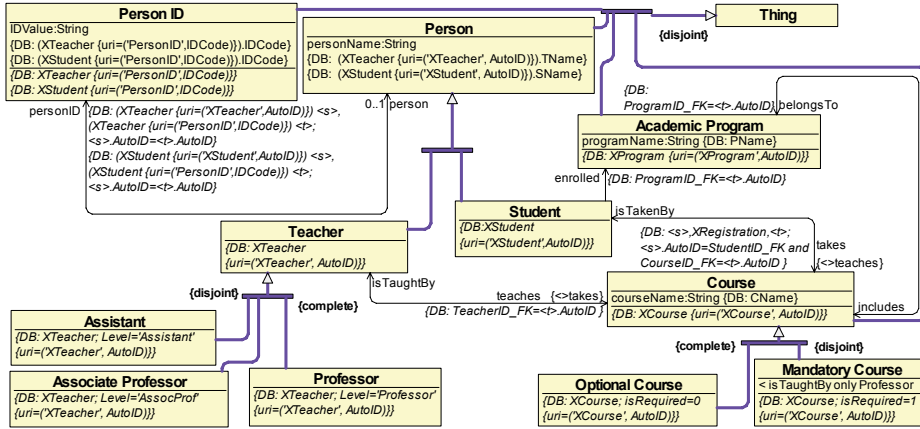 Person ID
IDValue:String
{DB: (XTeacher {uri=('PersonID',IDCode)}).IDCode}
{DB: (XStudent {uri=('PersonID',IDCode)}).IDCode}
{DB: XTeacher {uri=('PersonID',IDCode)}}
{DB: XStudent {uri=('PersonID',IDCode)}}
Person
personName:String
{DB: (XTeacher {uri=('XTeacher', AutoID)}).TName}
{DB: (XStudent {uri=('XStudent', AutoID)}).SName}
Thing
{disjoint}
personID
0..1 person
{DB: (XTeacher {uri=('XTeacher',AutoID)}) <s>,
(XTeacher {uri=('PersonID',IDCode)}) <t>;
<s>.AutoID=<t>.AutoID}
{DB: (XStudent {uri=('XStudent',AutoID)}) <s>,
(XStudent {uri=('PersonID',IDCode)}) <t>;
<s>.AutoID=<t>.AutoID}
{DB:
ProgramID_FK=<t>.AutoID}
belongsTo
Academic Program
programName:String {DB: PName}
{DB: XProgram {uri=('XProgram',AutoID)}}
enrolled
{DB: ProgramID_FK=<t>.AutoID}
Student
{DB:XStudent
{uri=('XStudent',AutoID)}}
isTakenBy
{DB: <s>,XRegistration,<t>;
<s>.AutoID=StudentID_FK and
CourseID_FK=<t>.AutoID }
takes
{<>teaches}
Teacher
{DB: XTeacher
{uri=('XTeacher', AutoID)}}
isTaughtBy
teaches {<>takes}
{DB: TeacherID_FK=<t>.AutoID }
Course
courseName:String {DB: CName}
{DB: XCourse {uri=('XCourse', AutoID)}}
includes
{disjoint}
{complete}
Assistant
{DB: XTeacher; Level='Assistant'
{uri=('XTeacher', AutoID)}}
Associate Professor
{DB: XTeacher; Level='AssocProf'
{uri=('XTeacher', AutoID)}}
Professor
{DB: XTeacher; Level='Professor'
{uri=('XTeacher', AutoID)}}
{complete}
{disjoint}
Optional Course
{DB: XCourse; isRequired=0
{uri=('XCourse', AutoID)}}
Mandatory Course
< isTaughtBy only Professor
{DB: XCourse; isRequired=1
{uri=('XCourse', AutoID)}}